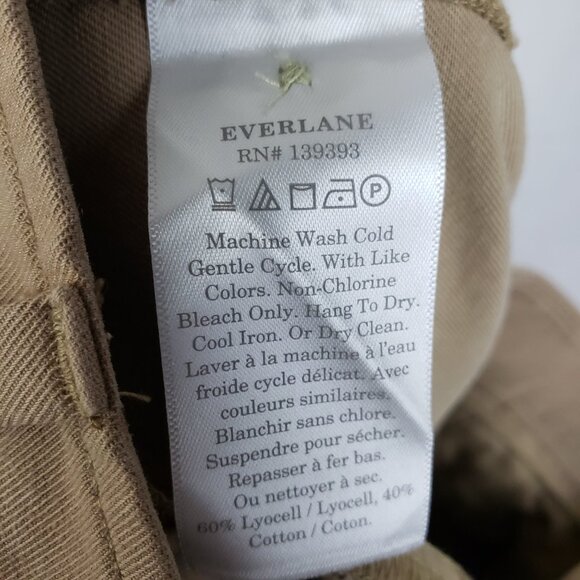 EVERLANE
RN# 139393
P
Machine Wash Cold
Gentle Cycle. With Like
Colors. Non-Chlorine
Bleach Only. Hang To Dry.
Cool Iron. Or Dry Clean.
Laver à la machine à l'eau
froide cycle délicat. Avec
couleurs similaires.
Blanchir sans chlore.
Suspendre pour sécher.
Repasser à fer bas.
Ou nettoyer à sec.
60% Lyocell / Lyocell, 40%
Cotton / Coton.